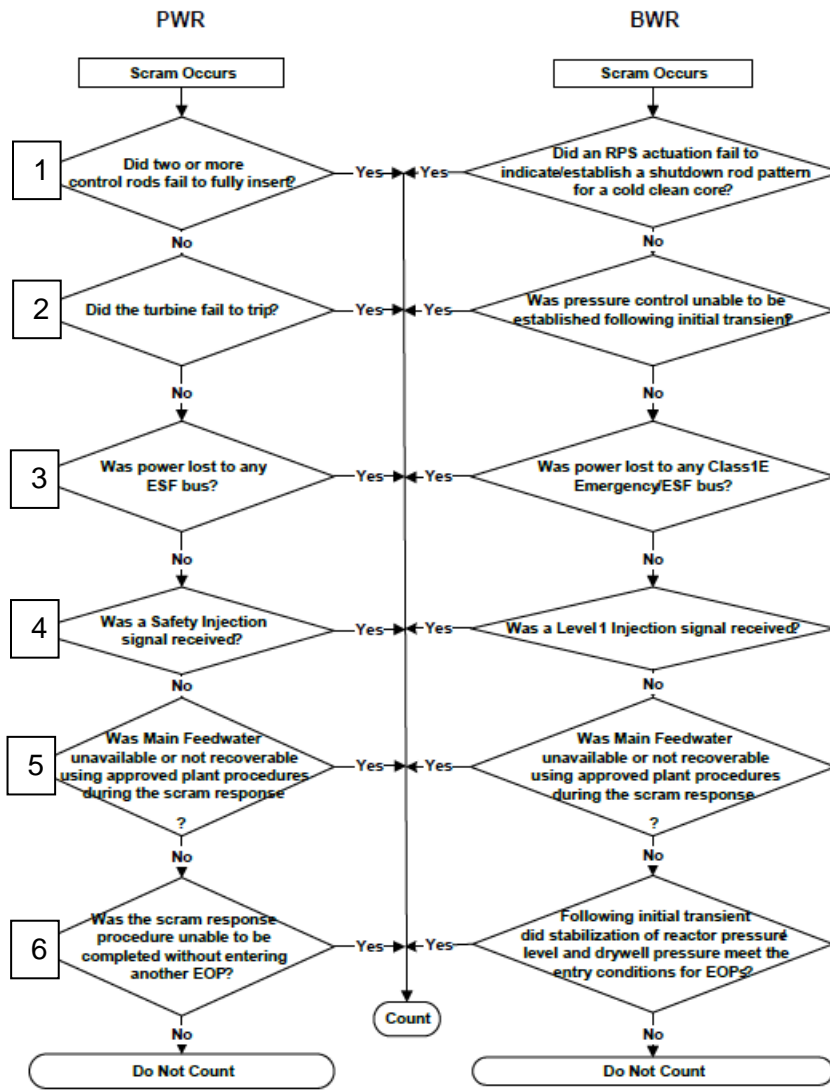 PWR
BWR
Scram Occurs
Scram Occurs
1
Did two or more
control rods fail to fully insert?
Yes
Yes
Did an RPS actuation fail to
indicate/establish a shutdown rod pattern
for a cold clean core?
No
No
2
Did the turbine fail to trip?
Yes
Yes
Was pressure control unable to be
established following initial transient?
No
No
3
Was power lost to any
ESF bus?
Yes
Yes
Was power lost to any Class1E
Emergency/ESF bus?
No
No
4
Was a Safety Injection
signal received?
Yes
Yes
Was a Level1 Injection signal received?
No
No
5
Was Main Feedwater
unavailable or not recoverable
using approved plant procedures
during the scram response
?
Yes
Yes
Was Main Feedwater
unavailable or not recoverable
using approved plant procedures
during the scram response
?
No
No
6
Was the scram response
procedure unable to be
completed without entering
another EOP?
Yes
Yes
Following initial transient
did stabilization of reactor pressure/
level and drywell pressure meet the
entry conditions for EOPs?
Count
No
No
Do Not Count
Do Not Count